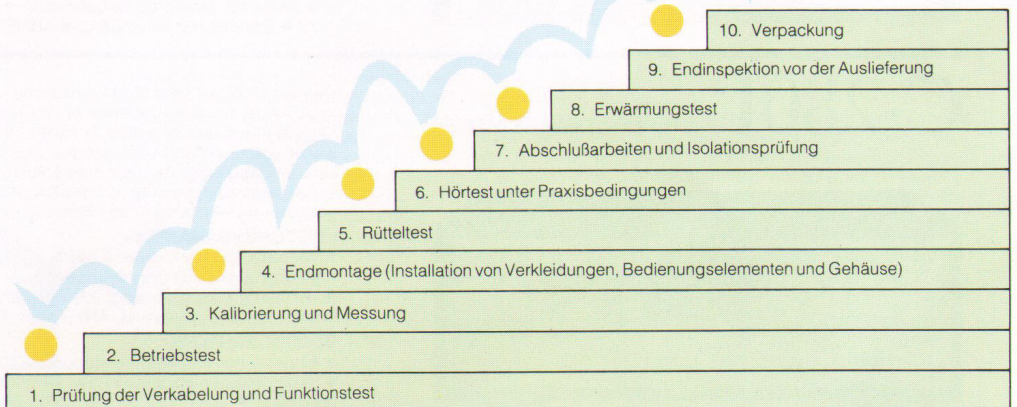 10. Verpackung
9. Endinspektion vor der Auslieferung
8. Erwärmungstest
7. Abschlußarbeiten und Isolationsprüfung
6. Hörtest unter Praxisbedingungen
5. Rütteltest
4. Endmontage (Installation von Verkleidungen, Bedienungselementen und Gehäuse)
3. Kalibrierung und Messung
2. Betriebstest
1. Prüfung der Verkabelung und Funktionstest